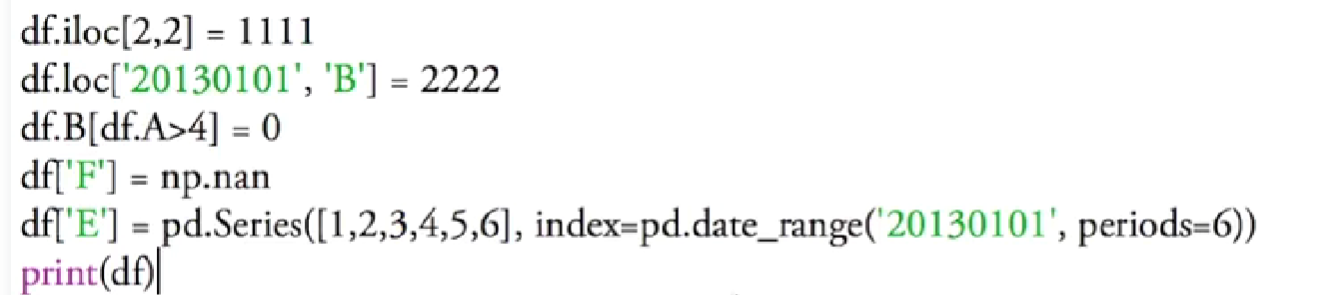 df.iloc[2,2] = 1111
df.loc['20130101', 'B'] = 2222
df.B[df.A>4] = 0
df['F'] = np.nan
df['E'] = pd.Series([1,2,3,4,5,6], index=pd.date_range('20130101', periods=6))
print(df)